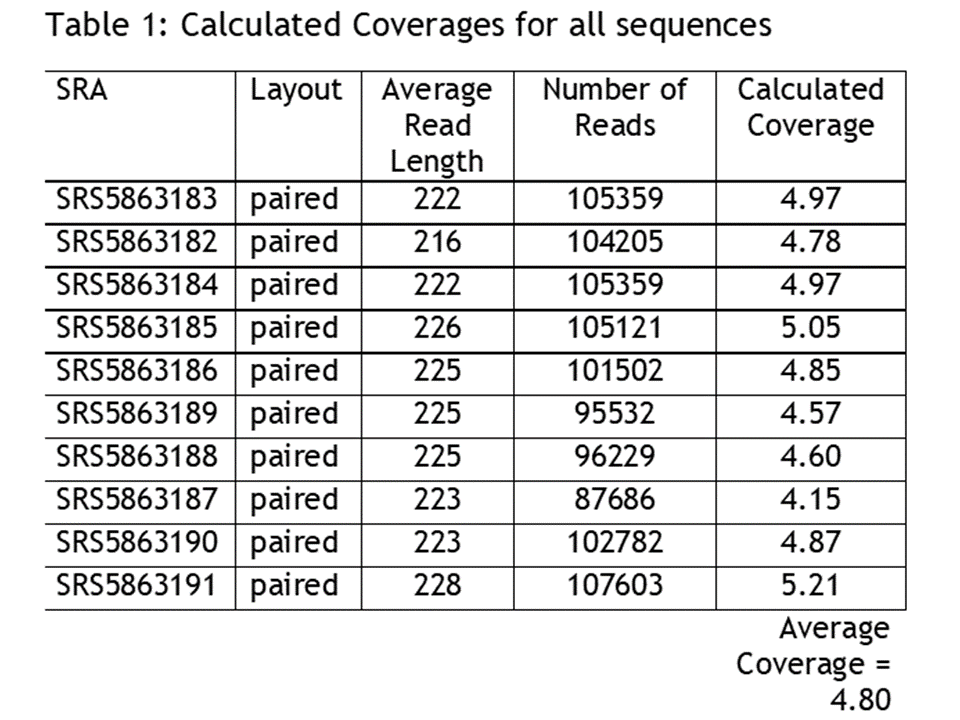 Table 1: Calculated Coverages for all sequences
SRA Layout Average Read Length Number of Reads Calculated Coverage
SRS5863183 paired 222 105359 4.97
SRS5863182 paired 216 104205 4.78
SRS5863184 paired 222 105359 4.97
SRS5863185 paired 226 105121 5.05
SRS5863186 paired 225 101502 4.85
SRS5863189 paired 225 95532 4.57
SRS5863188 paired 225 96229 4.60
SRS5863187 paired 223 87686 4.15
SRS5863190 paired 223 102782 4.87
SRS5863191 paired 228 107603 5.21
Average
Coverage =
4.80